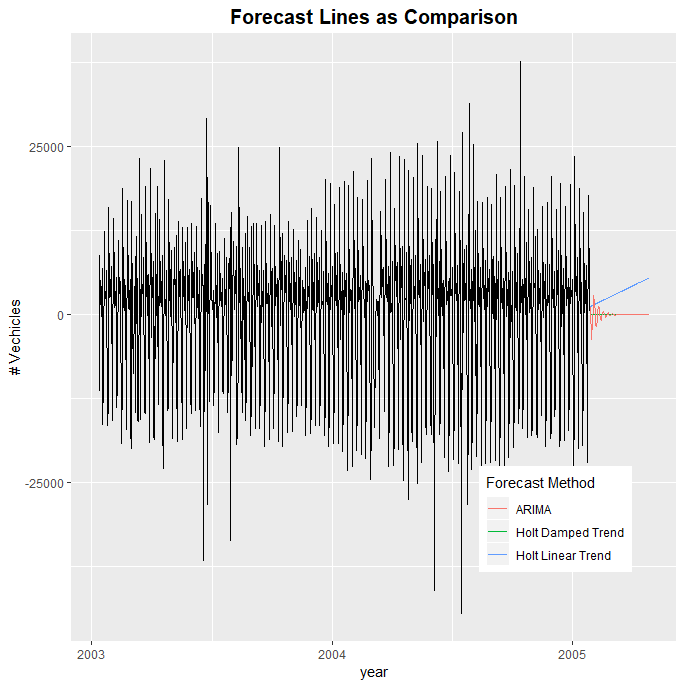 Forecast Lines as Comparison
# Vechicles
25000
0
-25000
Forecast Method
ARIMA
Holt Damped Trend
Holt Linear Trend
2003
2004
2005
year